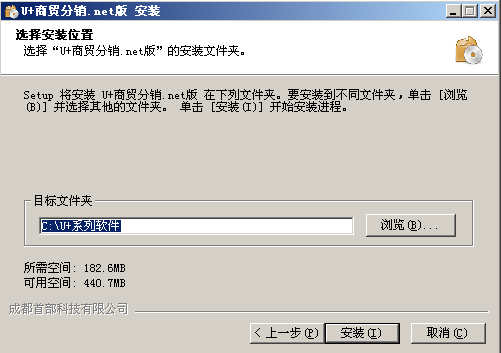 U+商贸分销.net版 安装
选择安装位置
选择“U+商贸分销.net版”的安装文件夹。
Setup 将安装 U+商贸分销.net版 在下列文件夹。要安装到不同文件夹，单击 [浏览
(B)] 并选择其他的文件夹。 单击 [安装(I)] 开始安装进程。
目标文件夹
C:\U+系列软件
浏览(B)...
所需空间: 182.6MB
可用空间: 440.7MB
成都首部科技有限公司
< 上一步(P)
安装(I)
取消(C)